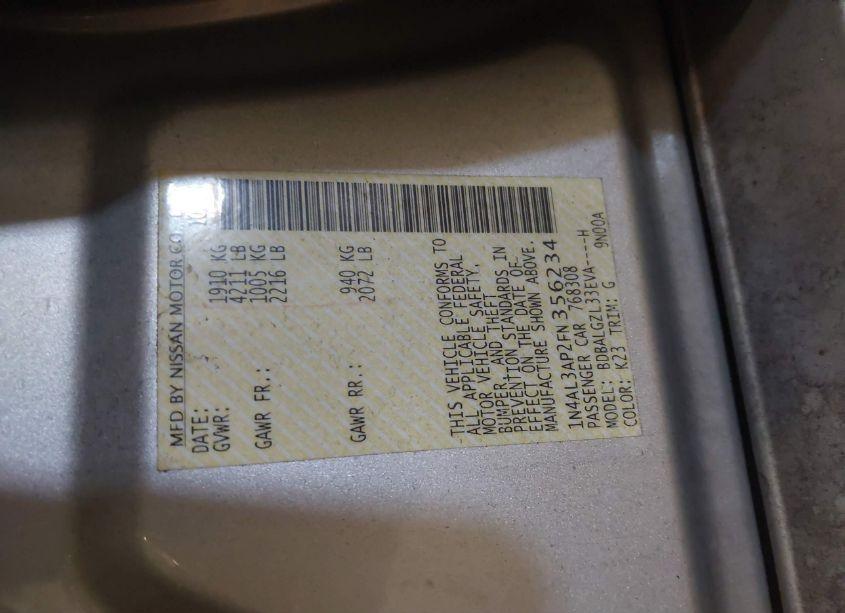 MFD BY NISSAN MOTOR CO
DATE:
GVWR: 1910 KG
4211 LB
GAWR FR.: 1005 KG
2216 LB
GAWR RR.: 940 KG
2072 LB
THIS VEHICLE CONFORMS TO
ALL APPLICABLE FEDERAL
MOTOR VEHICLE SAFETY,
BUMPER, AND THEFT
PREVENTION STANDARDS IN
EFFECT ON THE DATE OF
MANUFACTURE SHOWN ABOVE.
1N4AL3AP2FN356234
PASSENGER CAR 768308
MODEL: BDBALGZL33EVA----H
COLOR: K23 TRIM: G 9N00A